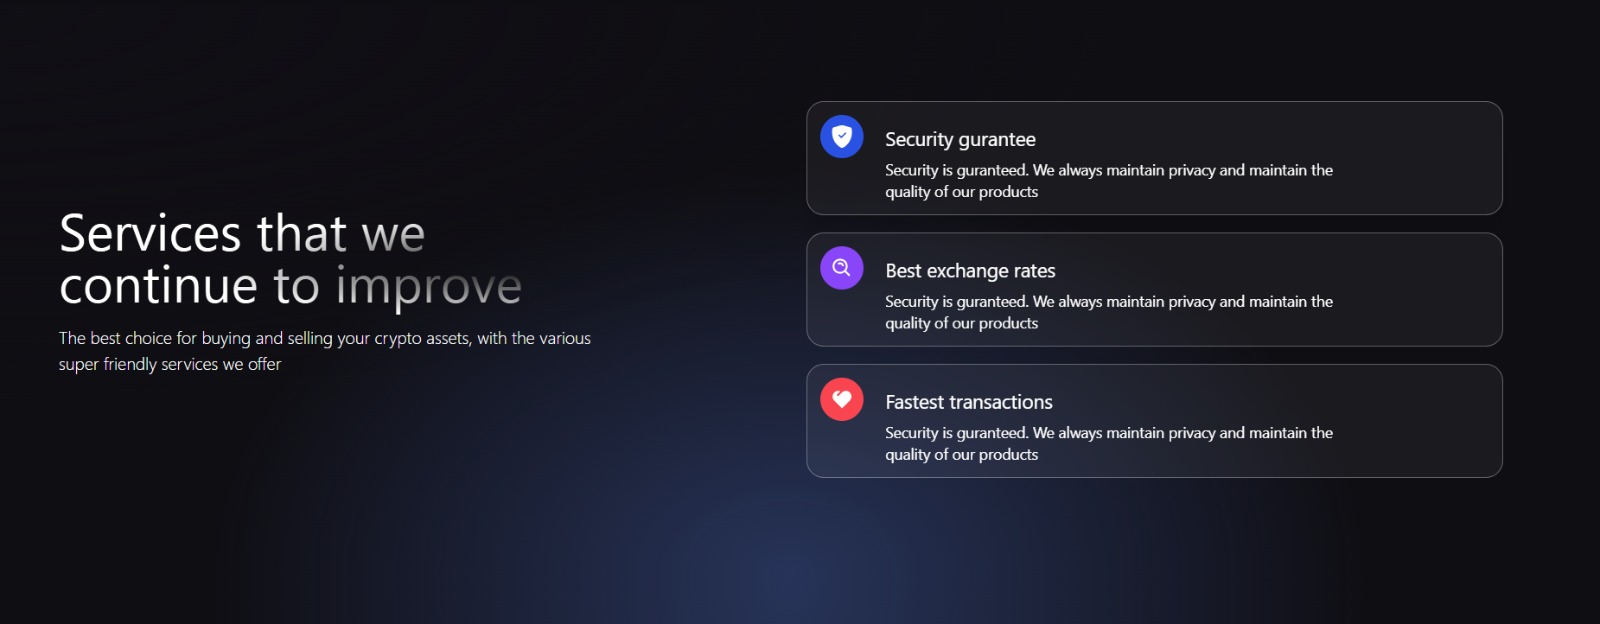 Services that we
continue to improve
The best choice for buying and selling your crypto assets, with the various
super friendly services we offer
Security gurantee
Security is guranteed. We always maintain privacy and maintain the
quality of our products
Best exchange rates
Security is guranteed. We always maintain privacy and maintain the
quality of our products
Fastest transactions
Security is guranteed. We always maintain privacy and maintain the
quality of our products